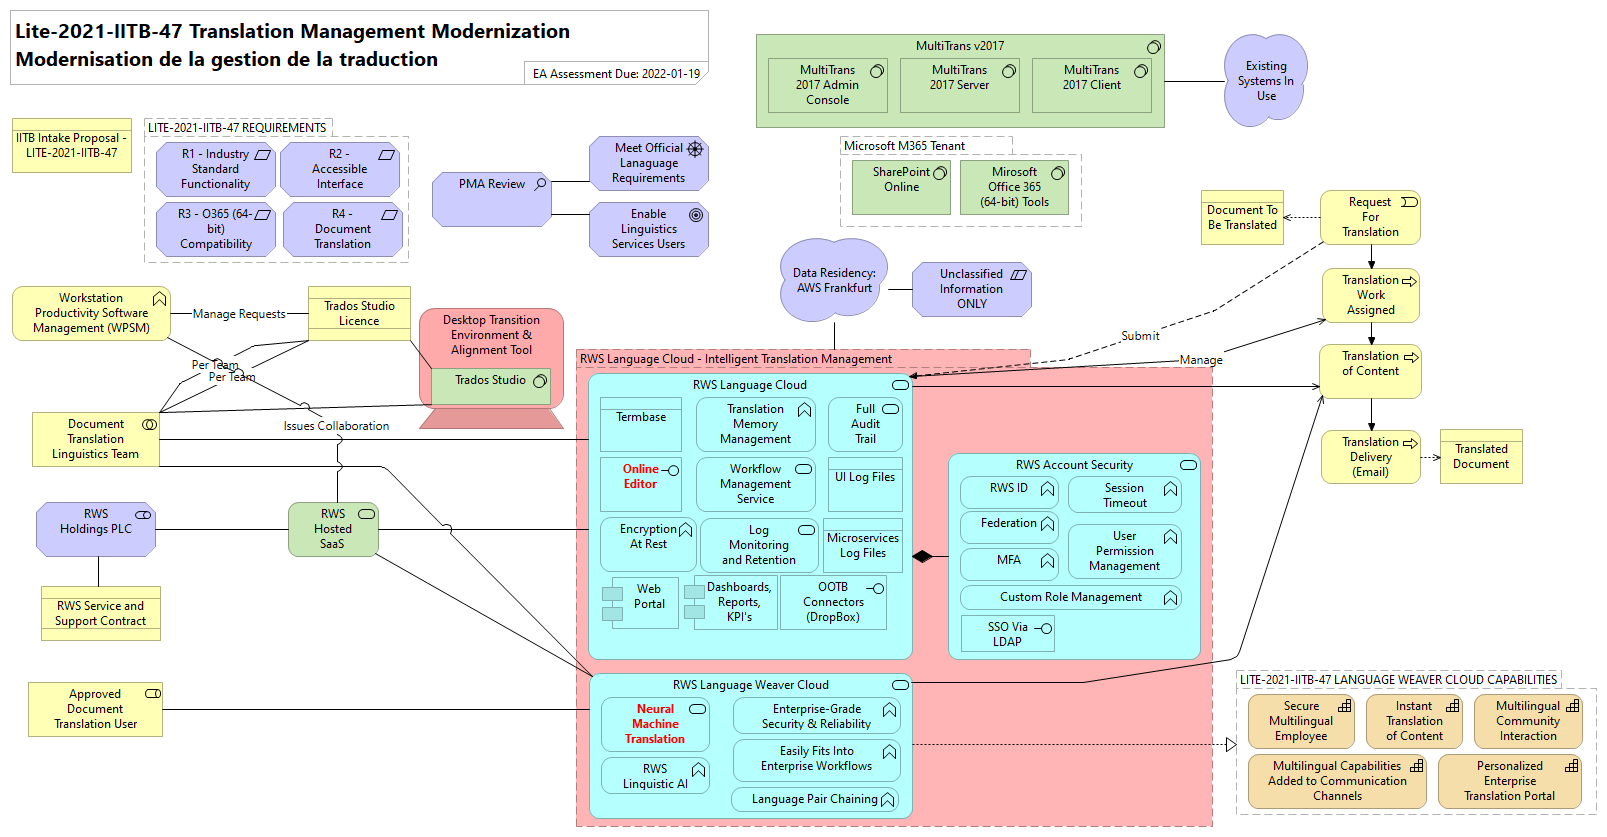 Lite-2021-IITB-47 Translation Management Modernization
Modernisation de la gestion de la traduction
EA Assessment Due: 2022-01-19
MultiTrans v2017
MultiTrans
2017 Admin
Console
MultiTrans
2017 Server
MultiTrans
2017 Client
Existing
Systems In
Use
IITB Intake Proposal -
LITE-2021-IITB-47
LITE-2021-IITB-47 REQUIREMENTS
R1 - Industry
Standard
Functionality
R2 -
Accessible
Interface
R3 - O365 (64-
bit)
Compatibility
R4 -
Document
Translation
PMA Review
Meet Official
Lanaguage
Requirements
Enable
Linguistics
Services Users
Microsoft M365 Tenant
SharePoint
Online
Mirosoft
Office 365
(64-bit) Tools
Document To
Be Translated
Request
For
Translation
Data Residency:
AWS Frankfurt
Unclassified
Information
ONLY
Translation
Work
Assigned
Workstation
Productivity Software
Management (WPSM)
Manage Requests
Trados Studio
Licence
Desktop Transition
Environment &
Alignment Tool
Trados Studio
Per Team
Per Team
Submit
Manage
Translation
of Content
Issues Collaboration
Document
Translation
Linguistics Team
Translation
Delivery
(Email)
Translated
Document
RWS Language Cloud - Intelligent Translation Management
RWS Language Cloud
Termbase
Translation
Memory
Management
Full
Audit
Trail
Online
Editor
Workflow
Management
Service
UI Log Files
Encryption
At Rest
Log
Monitoring
and Retention
Microservices
Log Files
Web
Portal
Dashboards,
Reports,
KPI's
OOTB
Connectors
(DropBox)
RWS Account Security
RWS ID
Session
Timeout
Federation
User
Permission
Management
MFA
Custom Role Management
SSO Via
LDAP
RWS
Holdings PLC
RWS
Hosted
SaaS
RWS Service and
Support Contract
Approved
Document
Translation User
RWS Language Weaver Cloud
Neural
Machine
Translation
Enterprise-Grade
Security & Reliability
RWS
Linguistic AI
Easily Fits Into
Enterprise Workflows
Language Pair Chaining
LITE-2021-IITB-47 LANGUAGE WEAVER CLOUD CAPABILITIES
Secure
Multilingual
Employee
Instant
Translation
of Content
Multilingual
Community
Interaction
Multilingual Capabilities
Added to Communication
Channels
Personalized
Enterprise
Translation Portal